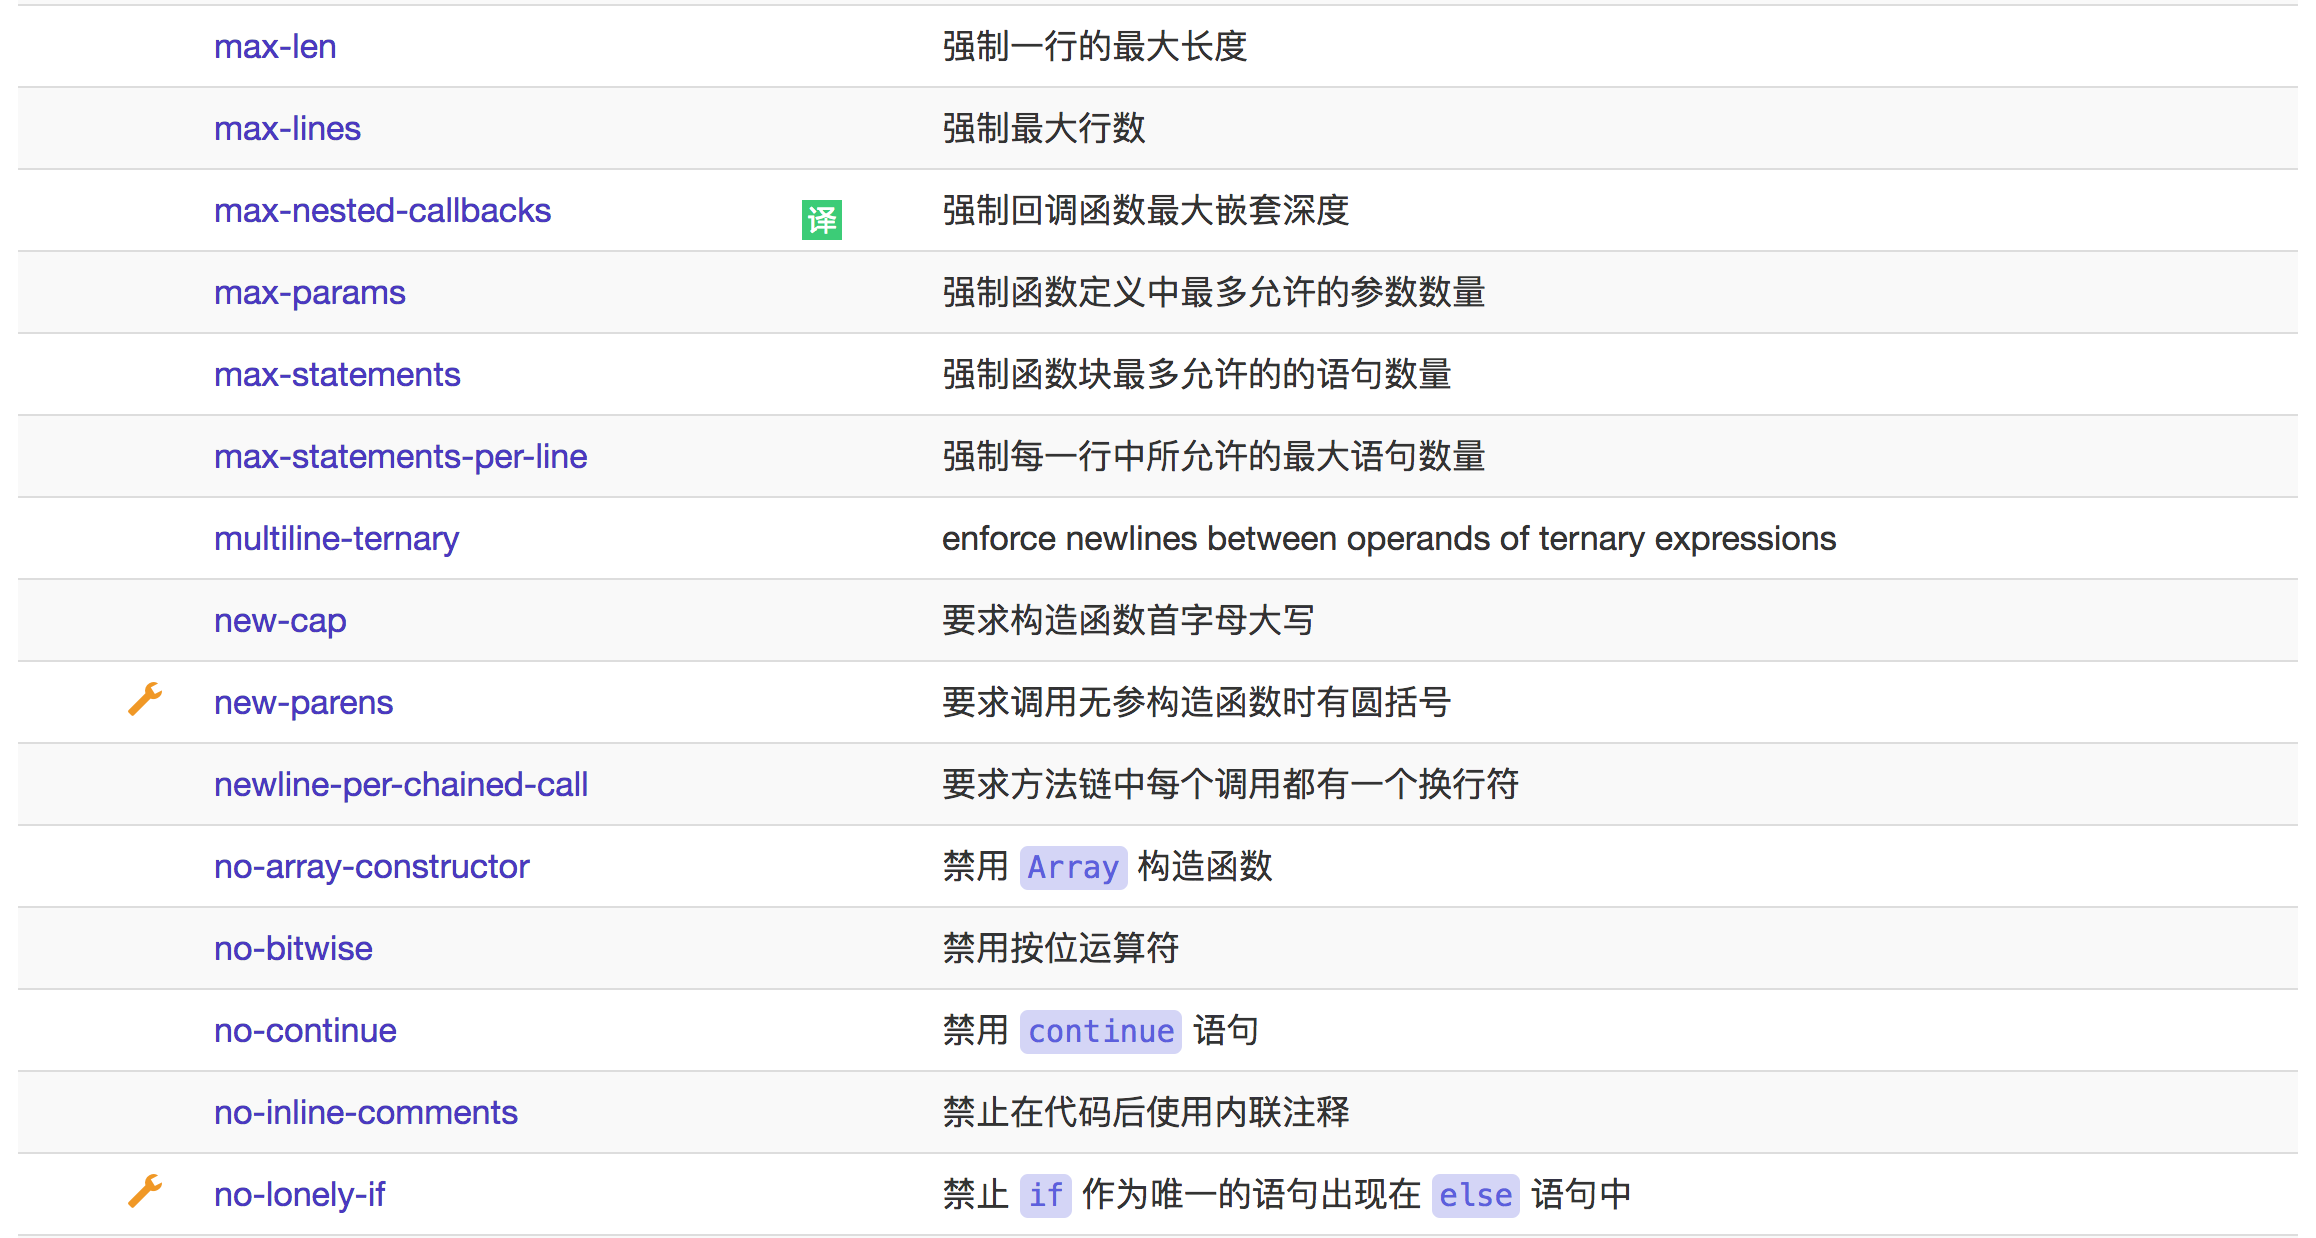 max-len 强制一行的最大长度
max-lines 强制最大行数
max-nested-callbacks 译 强制回调函数最大嵌套深度
max-params 强制函数定义中最多允许的参数数量
max-statements 强制函数块最多允许的的语句数量
max-statements-per-line 强制每一行中所允许的最大语句数量
multiline-ternary enforce newlines between operands of ternary expressions
new-cap 要求构造函数首字母大写
new-parens 要求调用无参构造函数时有圆括号
newline-per-chained-call 要求方法链中每个调用都有一个换行符
no-array-constructor 禁用 Array 构造函数
no-bitwise 禁用按位运算符
no-continue 禁用 continue 语句
no-inline-comments 禁止在代码后使用内联注释
no-lonely-if 禁止 if 作为唯一的语句出现在 else 语句中